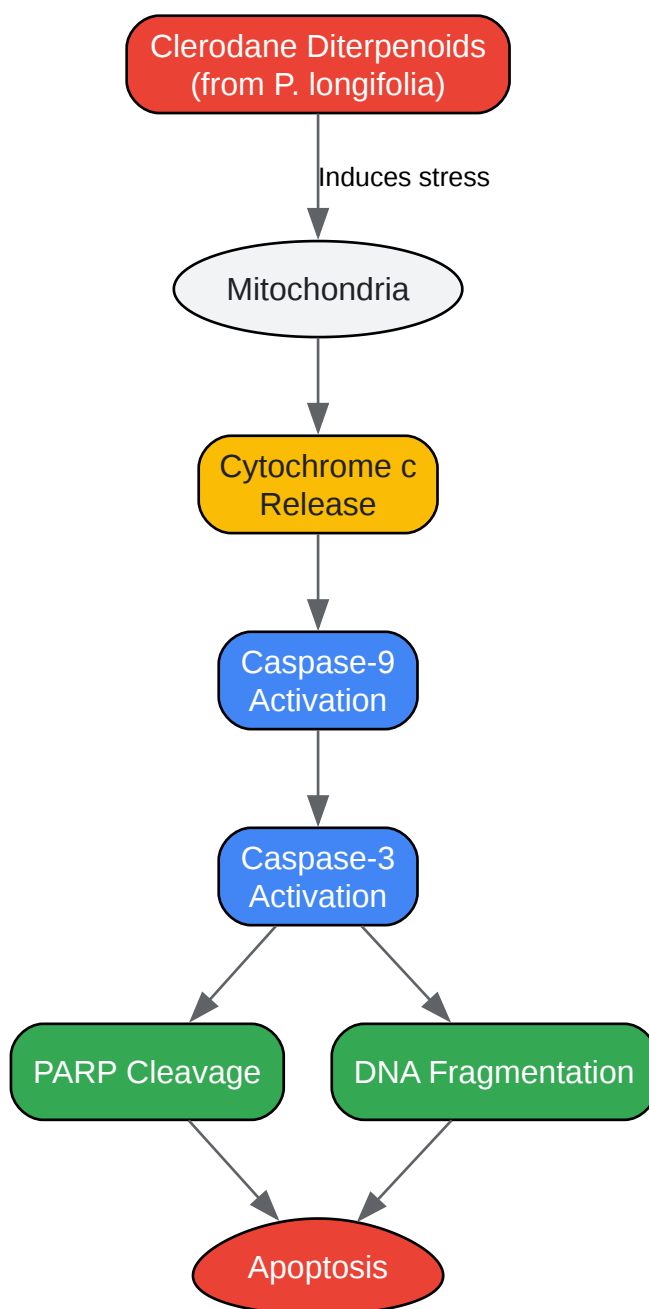 Clerodane Diterpenoids
(from P. longifolia)
Induces stress
Mitochondria
Cytochrome c
Release
Caspase-9
Activation
Caspase-3
Activation
PARP Cleavage
DNA Fragmentation
Apoptosis